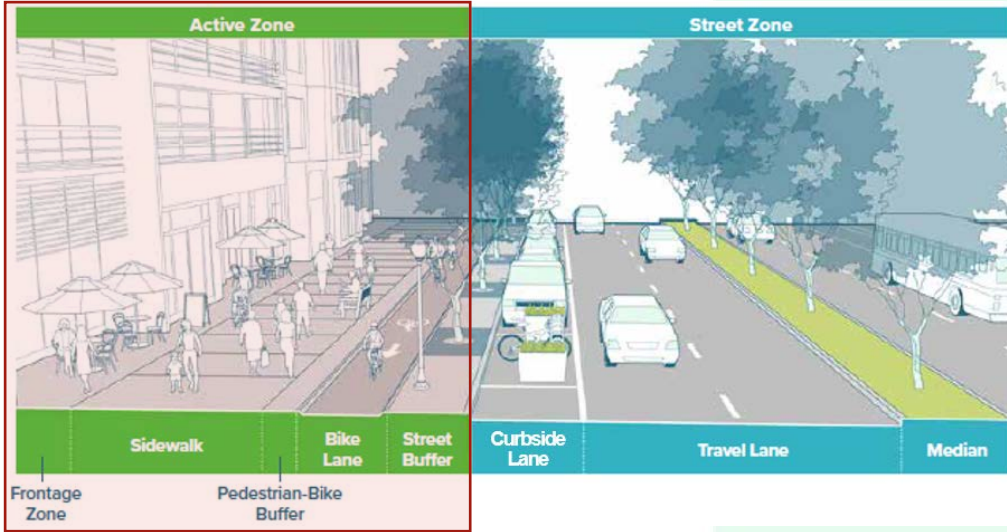 Active Zone
Street Zone
Sidewalk
Bike
Lane
Street
Buffer
Curbside
Lane
Travel Lane
Median
Frontage
Zone
Pedestrian-Bike
Buffer